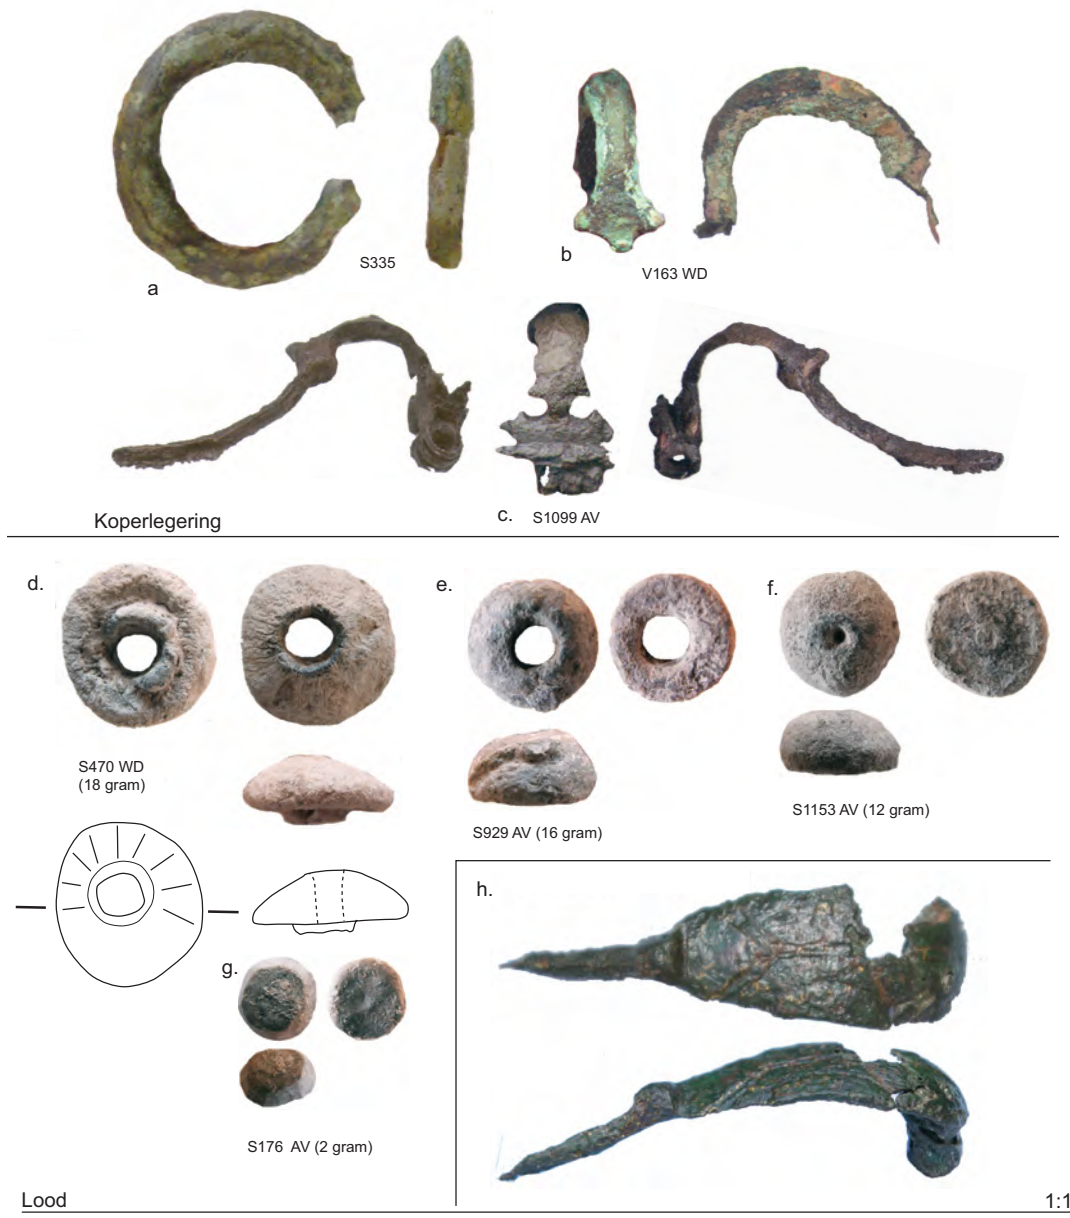 S335
a
b
V163 WD
c. S1099 AV
Koperlegering
d.
e.
f.
S470 WD
(18 gram)
S929 AV (16 gram)
S1153 AV (12 gram)
h.
g.
S176 AV (2 gram)
Lood
1:1